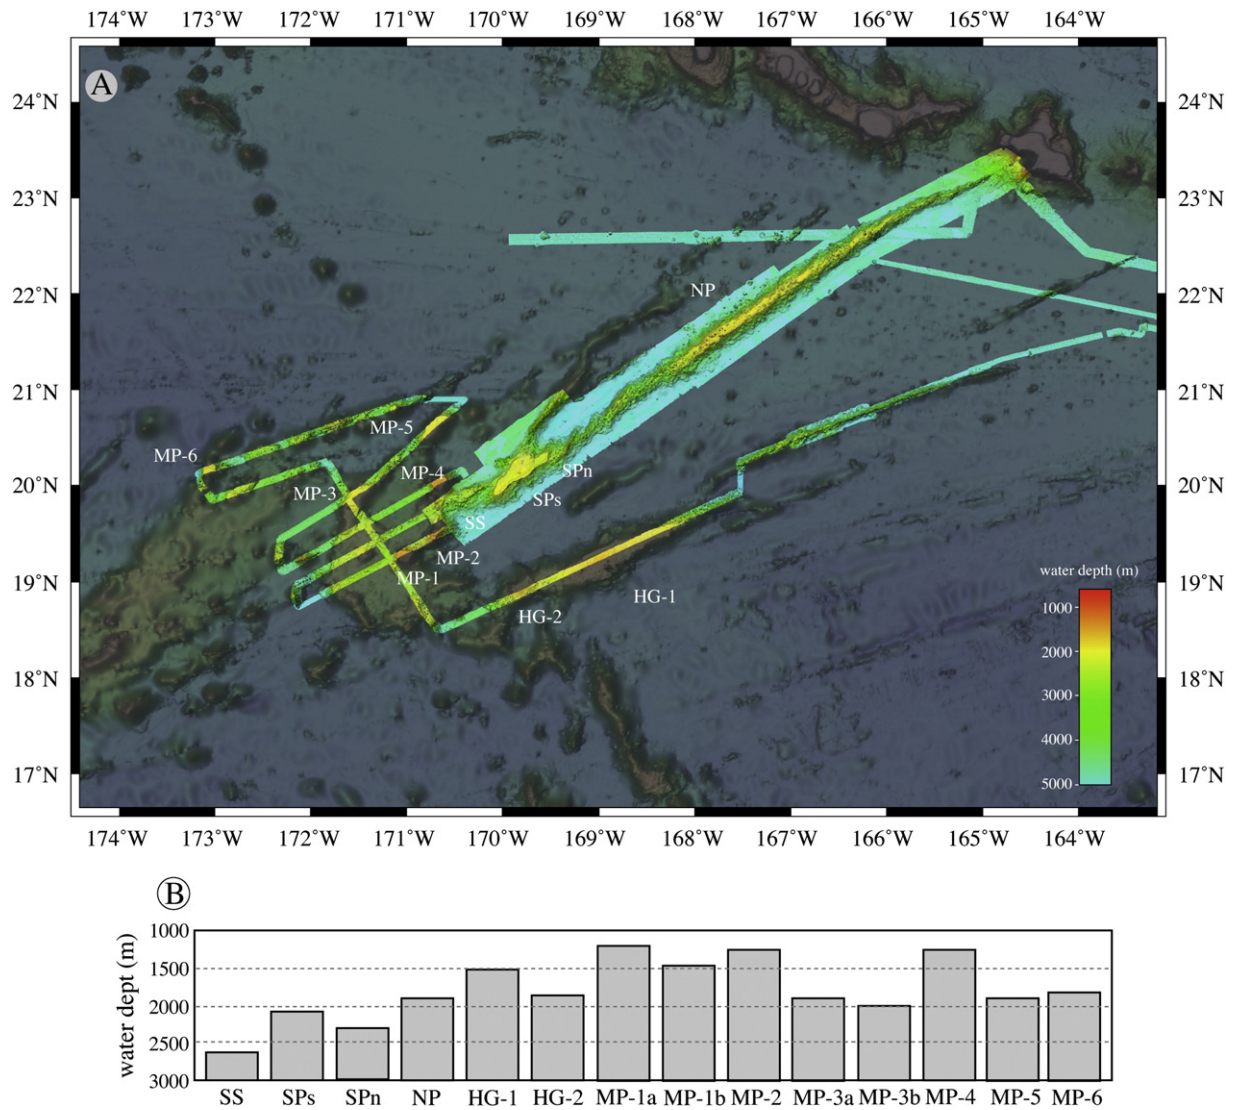 174˚W 173˚W 172˚W 171˚W 170˚W 169˚W 168˚W 167˚W 166˚W 165˚W 164˚W
A
24˚N 24˚N
23˚N 23˚N
22˚N NP 22˚N
21˚N 21˚N
MP-5
MP-6
MP-4
SPn
20˚N MP-3 20˚N
SPs
SS
MP-2
19˚N MP-1 19˚N
water depth (m)
HG-1
HG-2
1000
2000
3000
4000
5000
18˚N 18˚N
17˚N 17˚N
174˚W 173˚W 172˚W 171˚W 170˚W 169˚W 168˚W 167˚W 166˚W 165˚W 164˚W
B
water dept (m)
1000
1500
2000
2500
3000
SS SPs SPn NP HG-1 HG-2 MP-1a MP-1b MP-2 MP-3a MP-3b MP-4 MP-5 MP-6